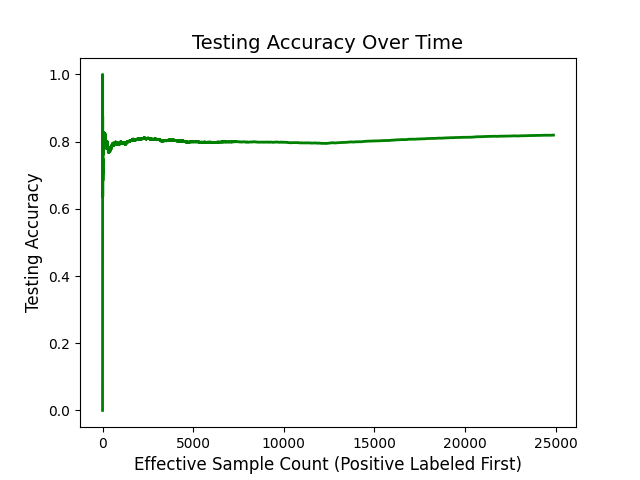 Testing Accuracy Over Time
1.0
0.8
0.6
0.4
0.2
0.0
Testing Accuracy
0 5000 10000 15000 20000 25000
Effective Sample Count (Positive Labeled First)